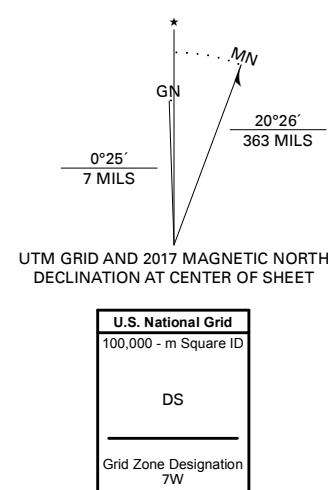 ★
MN
GN
20°26´
363 MILS
0°25´
7 MILS
UTM GRID AND 2017 MAGNETIC NORTH
DECLINATION AT CENTER OF SHEET
U.S. National Grid
100,000 - m Square ID
DS
Grid Zone Designation
7W